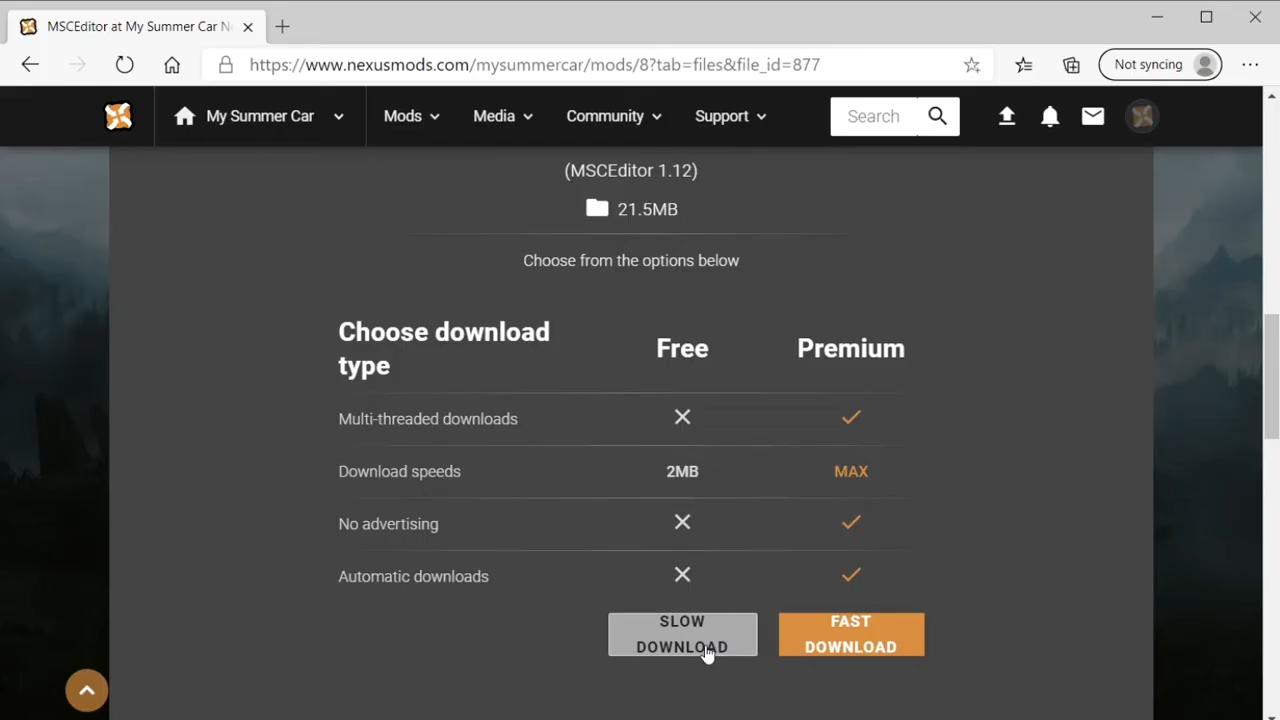 MSCEditor at My Summer Car N
Not syncing
https://www.nexusmods.com/mysummercar/mods/8?tab=files&file_id=877
My Summer Car
Mods
Media
Community
Support
Search
(MSCEditor 1.12)
21.5MB
Choose from the options below
Choose download
type
Free
Premium
Multi-threaded downloads
Download speeds
2MB
MAX
No advertising
Automatic downloads
SLOW
DOWNLOAD
FAST
DOWNLOAD